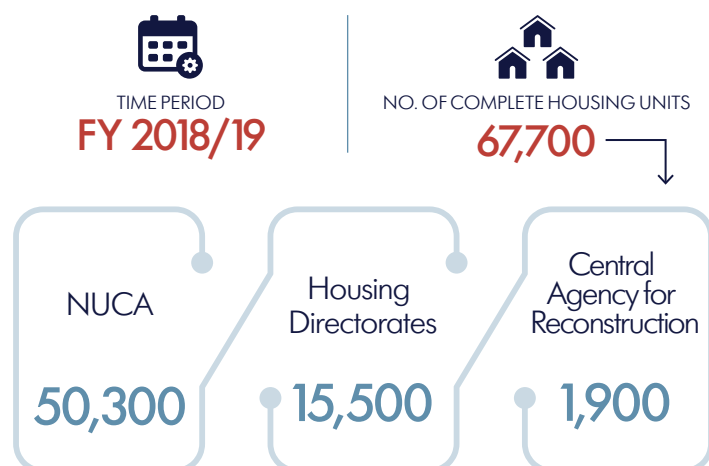 TIME PERIOD
FY 2018/19
NO. OF COMPLETE HOUSING UNITS
67,700
NUCA
50,300
Housing
Directorates
15,500
Central
Agency for
Reconstruction
1,900